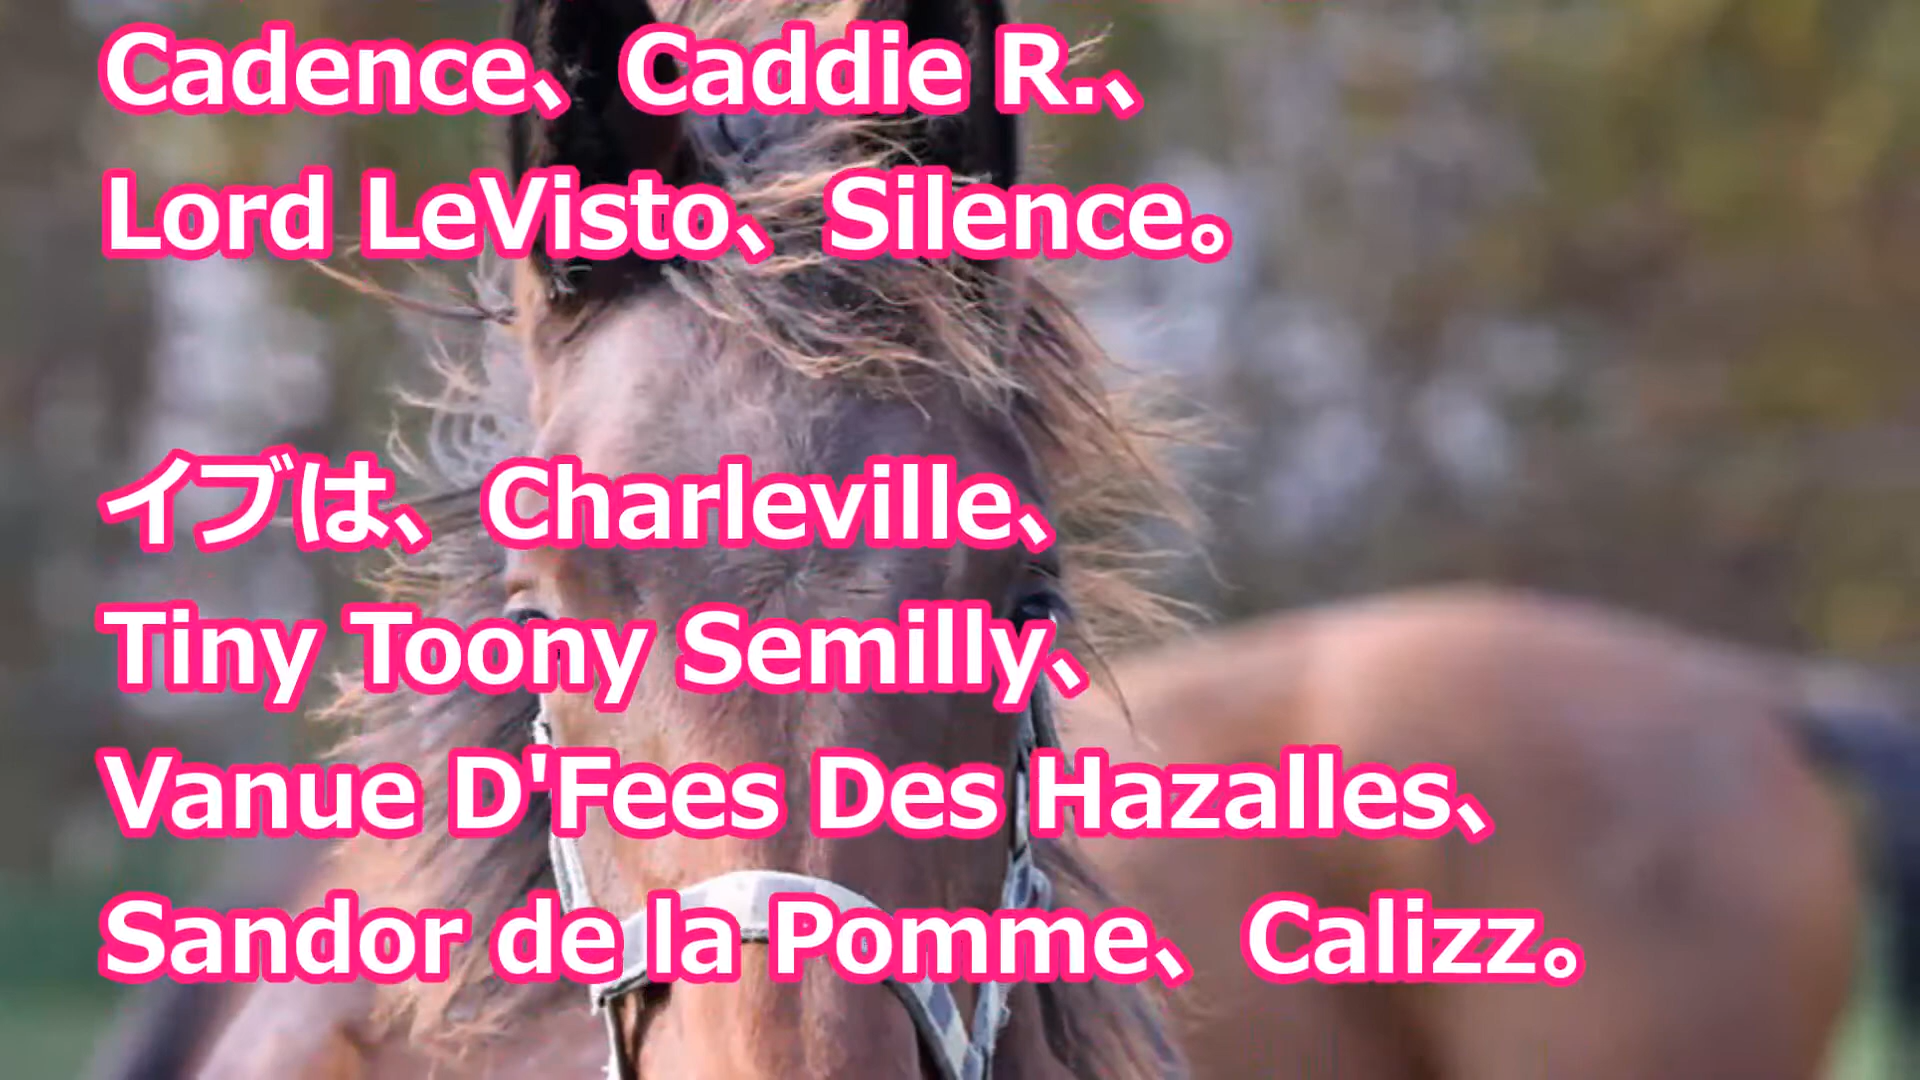 Cadence、Caddie R.、
Lord LeVisto、Silence。
イブは、Charleville、
Tiny Toony Semilly、
Vanue D'Fees Des Hazalles、
Sandor de la Pomme、Calizz。